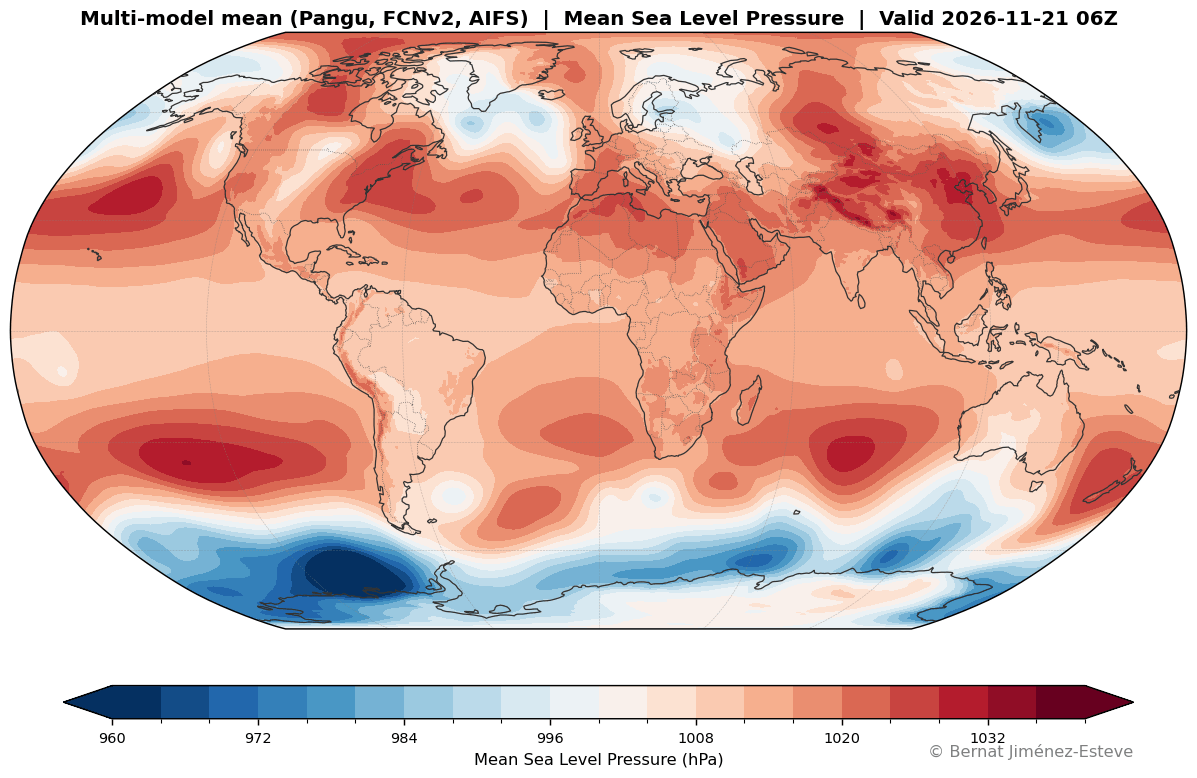 Multi-model mean (Pangu, FCNv2, AIFS) | Mean Sea Level Pressure | Valid 2026-11-21 06Z
960 972 984 996 1008 1020 1032
Mean Sea Level Pressure (hPa)
© Bernat Jiménez-Esteve